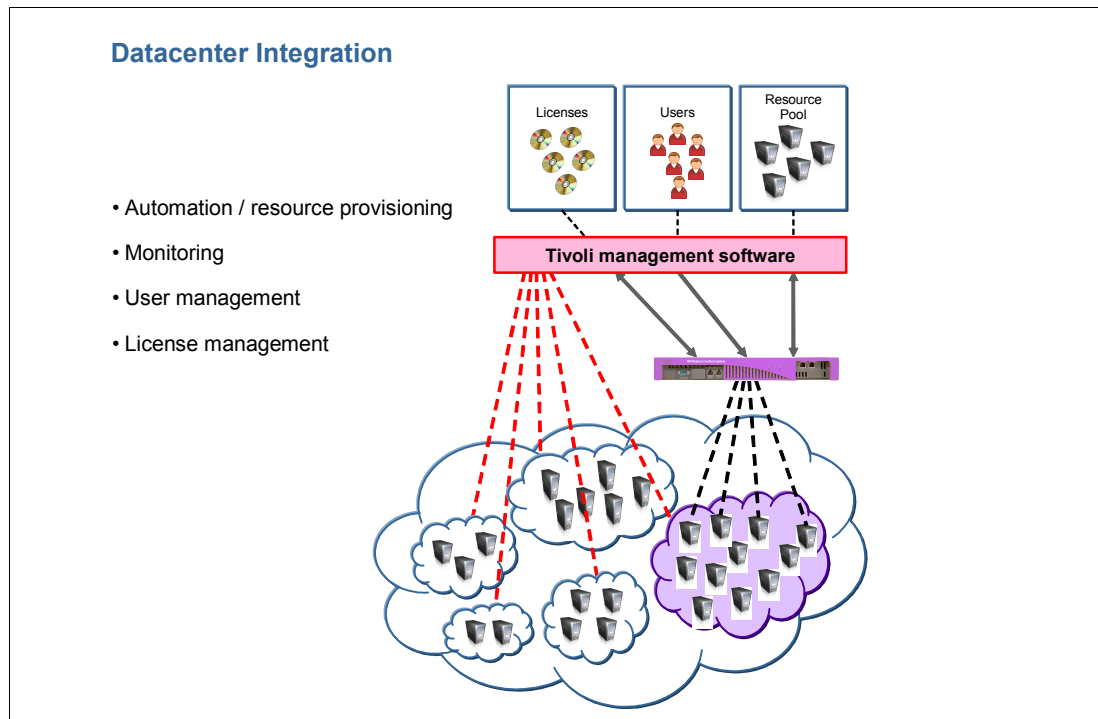 Datacenter Integration
Licenses
Users
Resource
Pool
• Automation / resource provisioning
• Monitoring
• User management
• License management
Tivoli management software